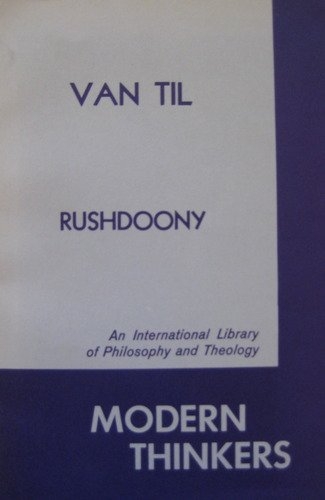 VAN TIL
RUSHDOONY
An International Library
of Philosophy and Theology
MODERN
THINKERS